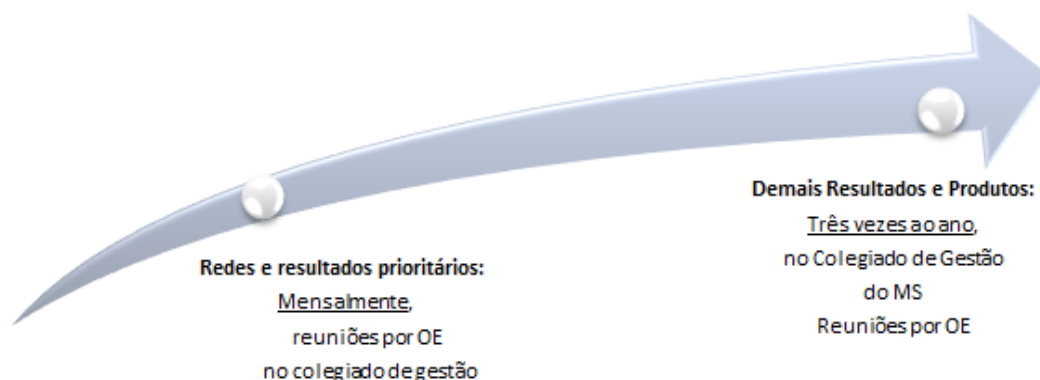 Redes e resultados prioritários:
Mensalmente,
reuniões por OE
no colegiado de gestão
Demais Resultados e Produtos:
Três vezes ao ano,
no Colegiado de Gestão
do MS
Reuniões por OE